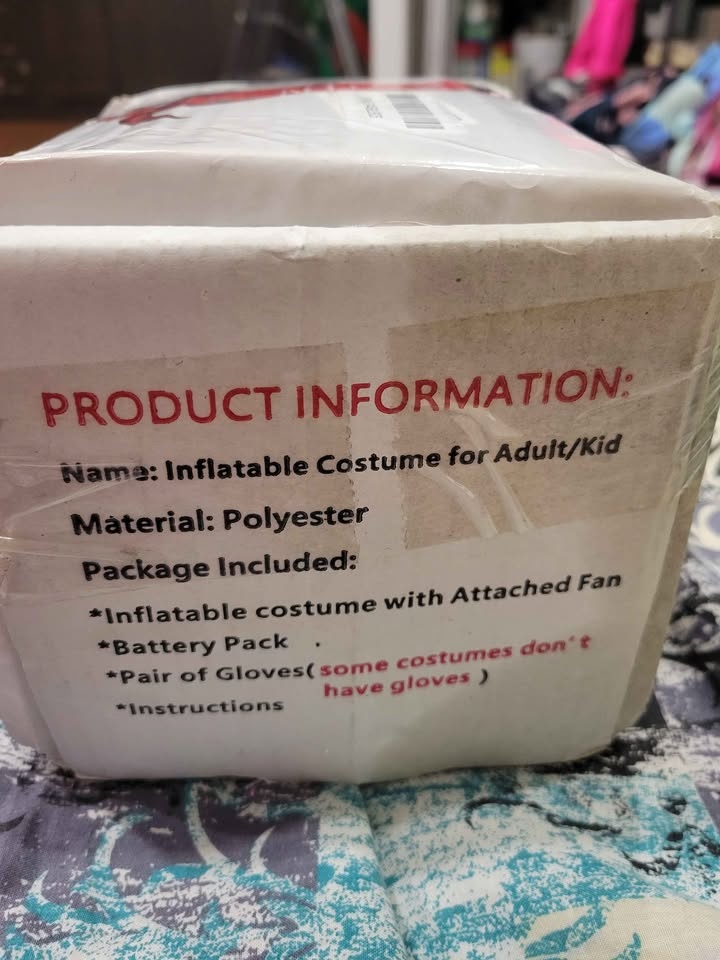 PRODUCT INFORMATION:
Name: Inflatable Costume for Adult/Kid
Material: Polyester
Package Included:
*Inflatable costume with Attached Fan
*Battery Pack .
*Pair of Gloves( some costumes don't
have gloves )
*Instructions